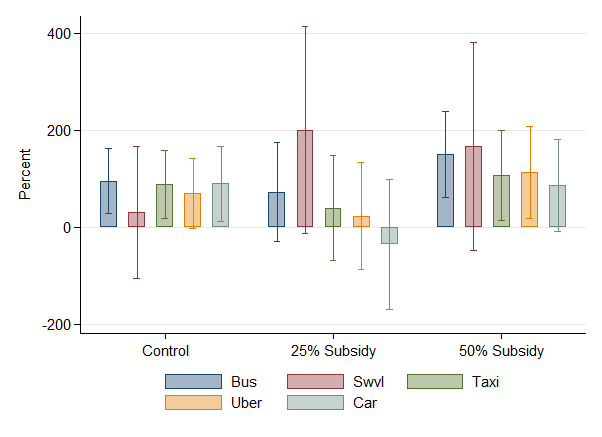 400
200
0
-200
Percent
Control 25% Subsidy 50% Subsidy
Bus Swvl Taxi
Uber Car